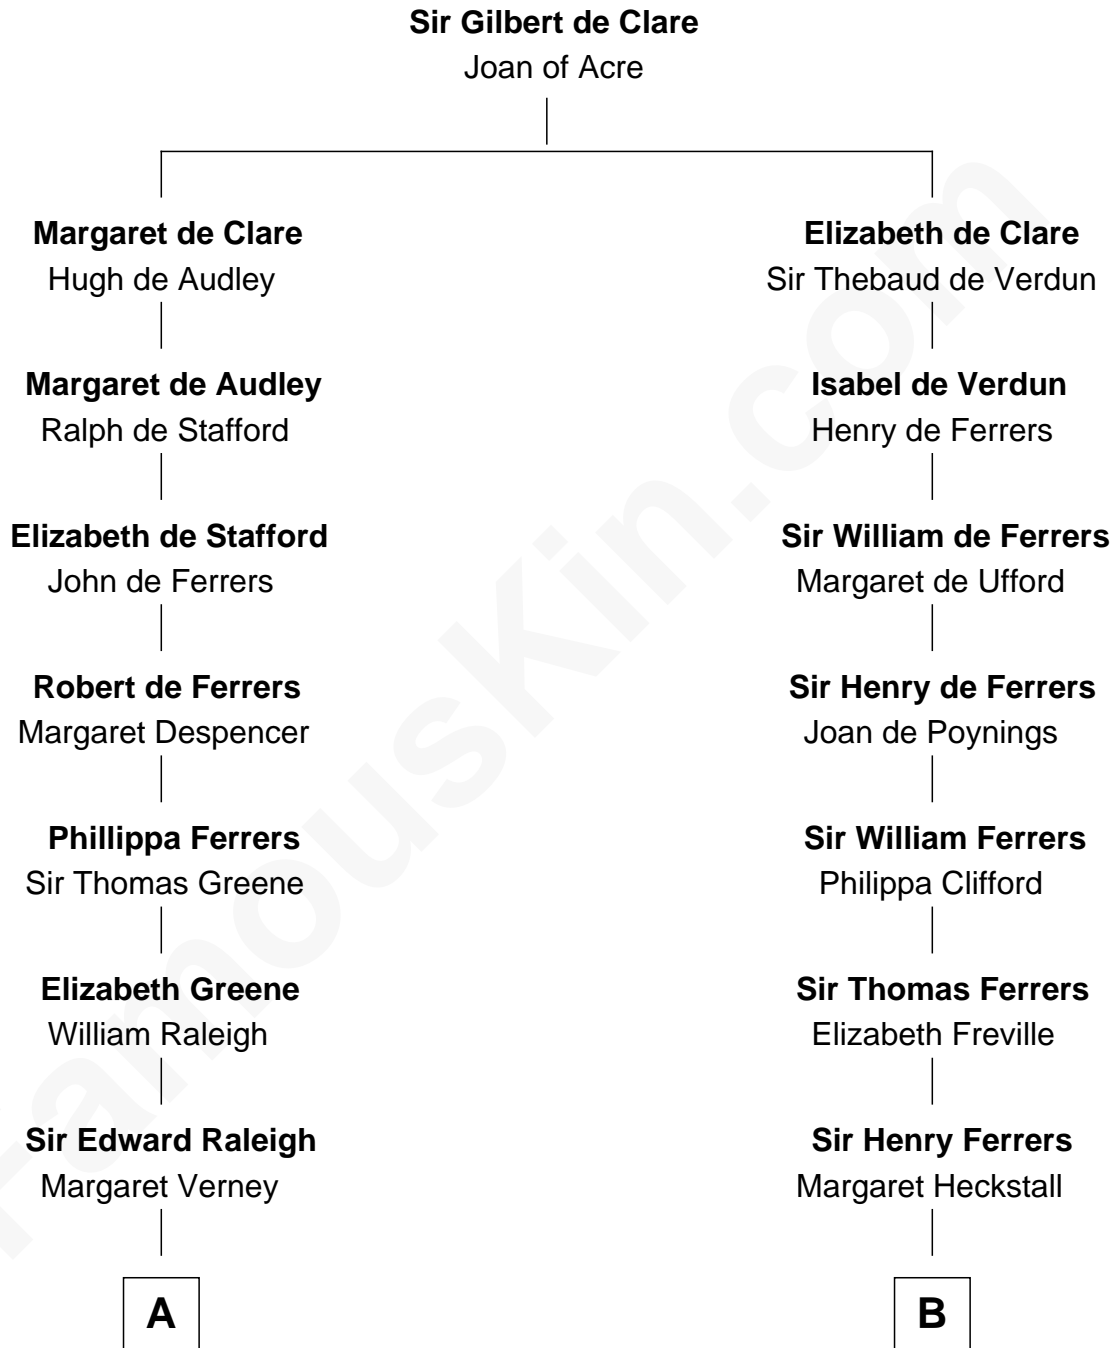 Sir Gilbert de Clare
Joan of Acre
Margaret de Clare
Hugh de Audley
Elizabeth de Clare
Sir Thebaud de Verdun
Margaret de Audley
Ralph de Stafford
Isabel de Verdun
Henry de Ferrers
Elizabeth de Stafford
John de Ferrers
Sir William de Ferrers
Margaret de Ufford
Robert de Ferrers
Margaret Despencer
Sir Henry de Ferrers
Joan de Poynings
Phillippa Ferrers
Sir Thomas Greene
Sir William Ferrers
Philippa Clifford
Elizabeth Greene
William Raleigh
Sir Thomas Ferrers
Elizabeth Freville
Sir Edward Raleigh
Margaret Verney
Sir Henry Ferrers
Margaret Heckstall
A
B
FamousKin.com